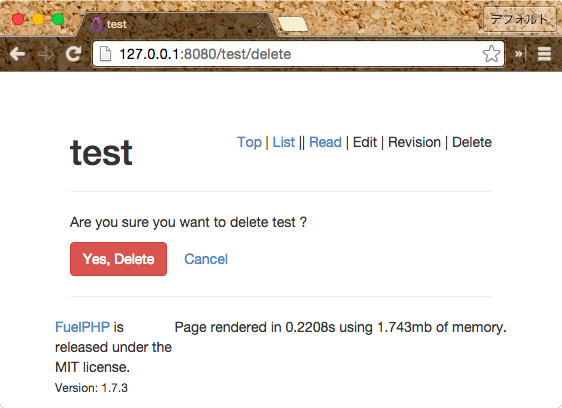 デフォルト
test
127.0.0.1:8080/test/delete
test
Top | List || Read | Edit | Revision | Delete
Are you sure you want to delete test ?
Yes, Delete
Cancel
FuelPHP is
released under the
MIT license.
Version: 1.7.3
Page rendered in 0.2208s using 1.743mb of memory.